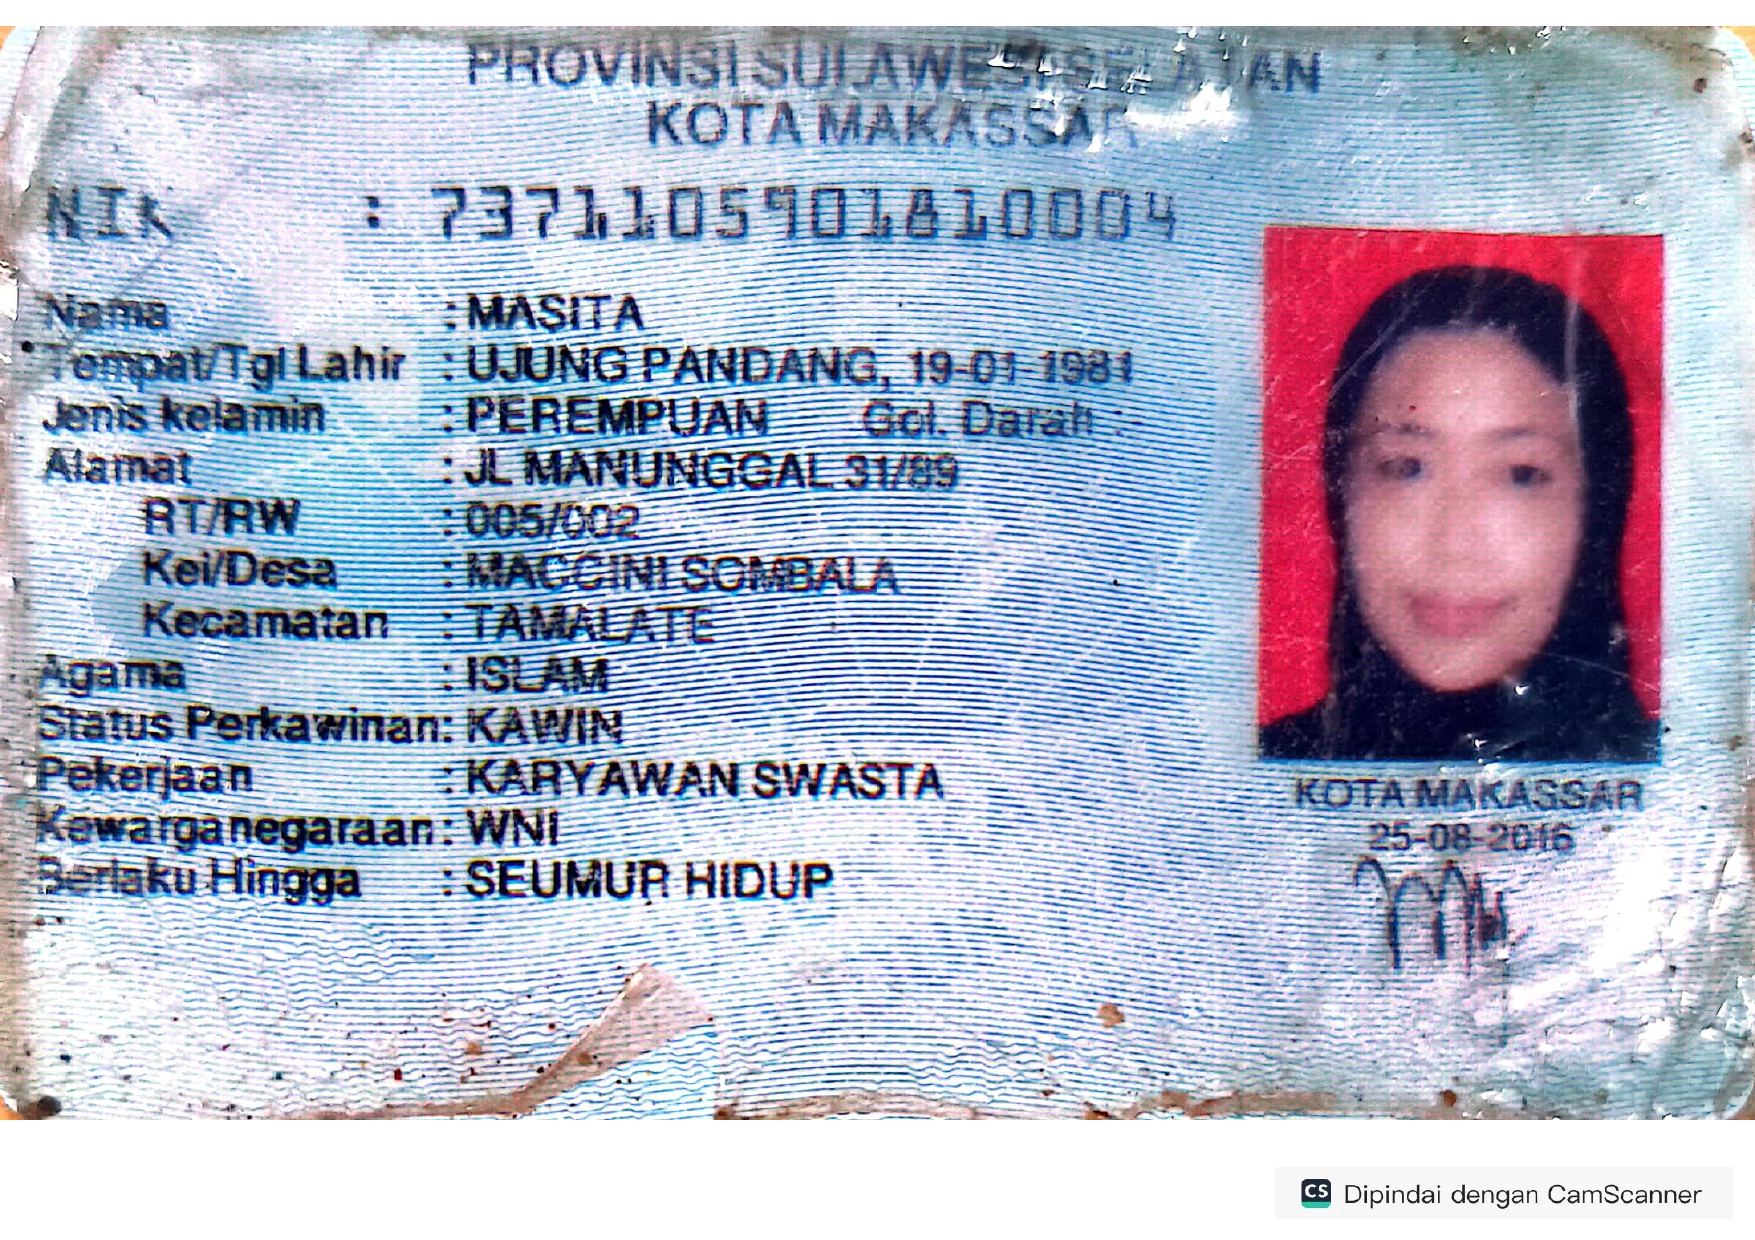 PROVINSI SULAWESI SELATAN
KOTA MAKASSAR
NIK : 7371105901810004
Nama : MASITA
Tempat/Tgl Lahir : UJUNG PANDANG, 19-01-1981
Jenis kelamin : PEREMPUAN Gol. Darah :
Alamat : JL MANUNGGAL 31/89
RT/RW : 005/002
Kel/Desa : MACCINI SOMBALA
Kecamatan : TAMALATE
Agama : ISLAM
Status Perkawinan: KAWIN
Pekerjaan : KARYAWAN SWASTA
Kewarganegaraan: WNI
Berlaku Hingga : SEUMUR HIDUP
KOTA MAKASSAR
25-08-2016
CS Dipindai dengan CamScanner